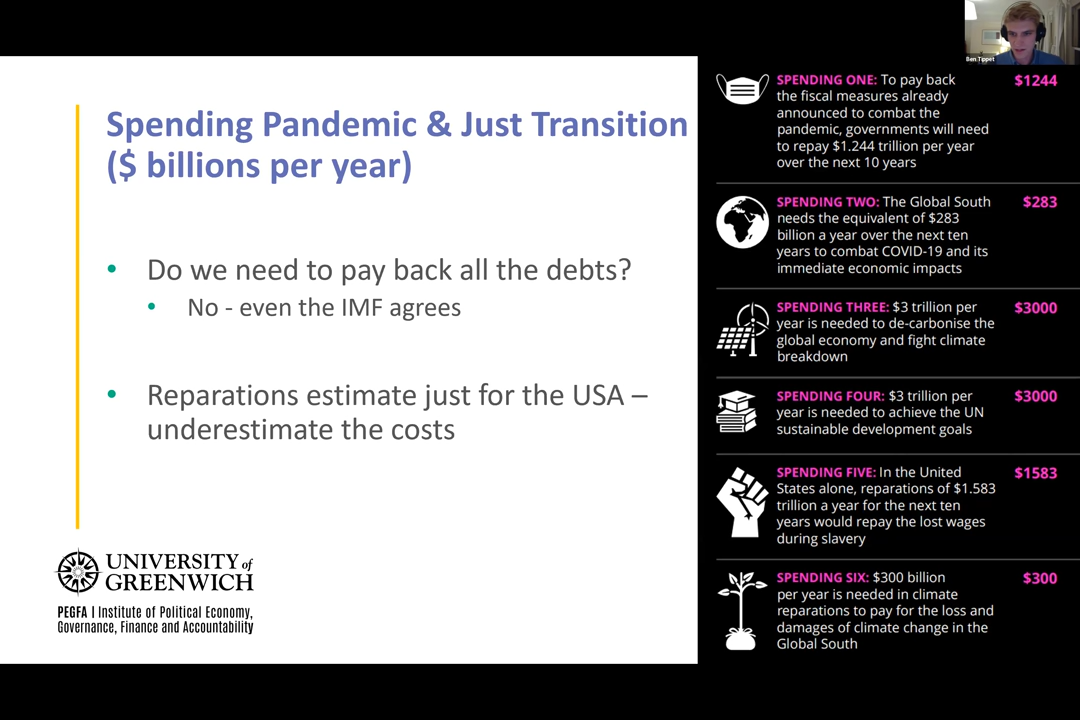 Ben Tippet
Spending Pandemic & Just Transition
($ billions per year)
• Do we need to pay back all the debts?
• No - even the IMF agrees
• Reparations estimate just for the USA –
underestimate the costs
UNIVERSITY of
GREENWICH
PEGFA | Institute of Political Economy,
Governance, Finance and Accountability
SPENDING ONE: To pay back
the fiscal measures already
announced to combat the
pandemic, governments will need
to repay $1.244 trillion per year
over the next 10 years
$1244
SPENDING TWO: The Global South
needs the equivalent of $283
billion a year over the next ten
years to combat COVID-19 and its
immediate economic impacts
$283
SPENDING THREE: $3 trillion per
year is needed to de-carbonise the
global economy and fight climate
breakdown
$3000
SPENDING FOUR: $3 trillion per
year is needed to achieve the UN
sustainable development goals
$3000
SPENDING FIVE: In the United
States alone, reparations of $1.583
trillion a year for the next ten
years would repay the lost wages
during slavery
$1583
SPENDING SIX: $300 billion
per year is needed in climate
reparations to pay for the loss and
damages of climate change in the
Global South
$300